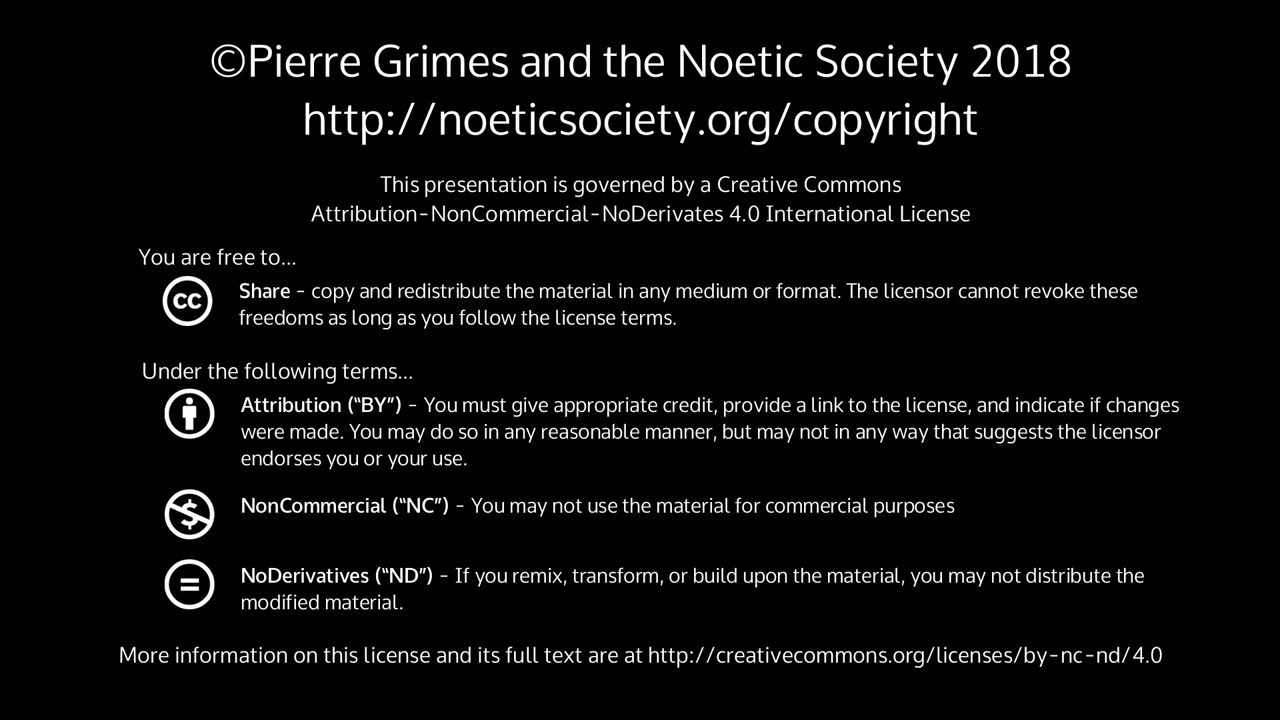 ©Pierre Grimes and the Noetic Society 2018
http://noeticsociety.org/copyright
This presentation is governed by a Creative Commons
Attribution-NonCommercial-NoDerivates 4.0 International License
You are free to...
cc
Share - copy and redistribute the material in any medium or format. The licensor cannot revoke these
freedoms as long as you follow the license terms.
Under the following terms...
Attribution (“BY”) - You must give appropriate credit, provide a link to the license, and indicate if changes
were made. You may do so in any reasonable manner, but may not in any way that suggests the licensor
endorses you or your use.
NonCommercial (“NC”) - You may not use the material for commercial purposes
NoDerivatives (“ND”) - If you remix, transform, or build upon the material, you may not distribute the
modified material.
More information on this license and its full text are at http://creativecommons.org/licenses/by-nc-nd/4.0